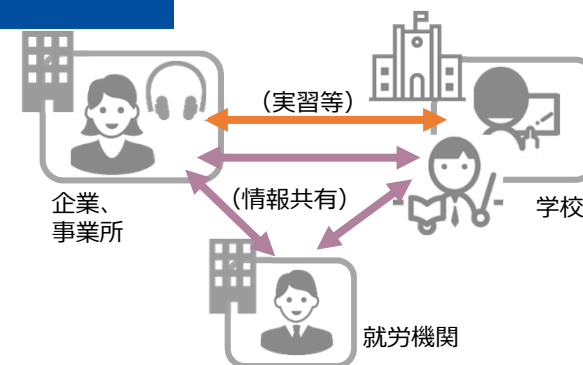 （実習等）
（情報共有）
企業、
事業所
学校
就労機関